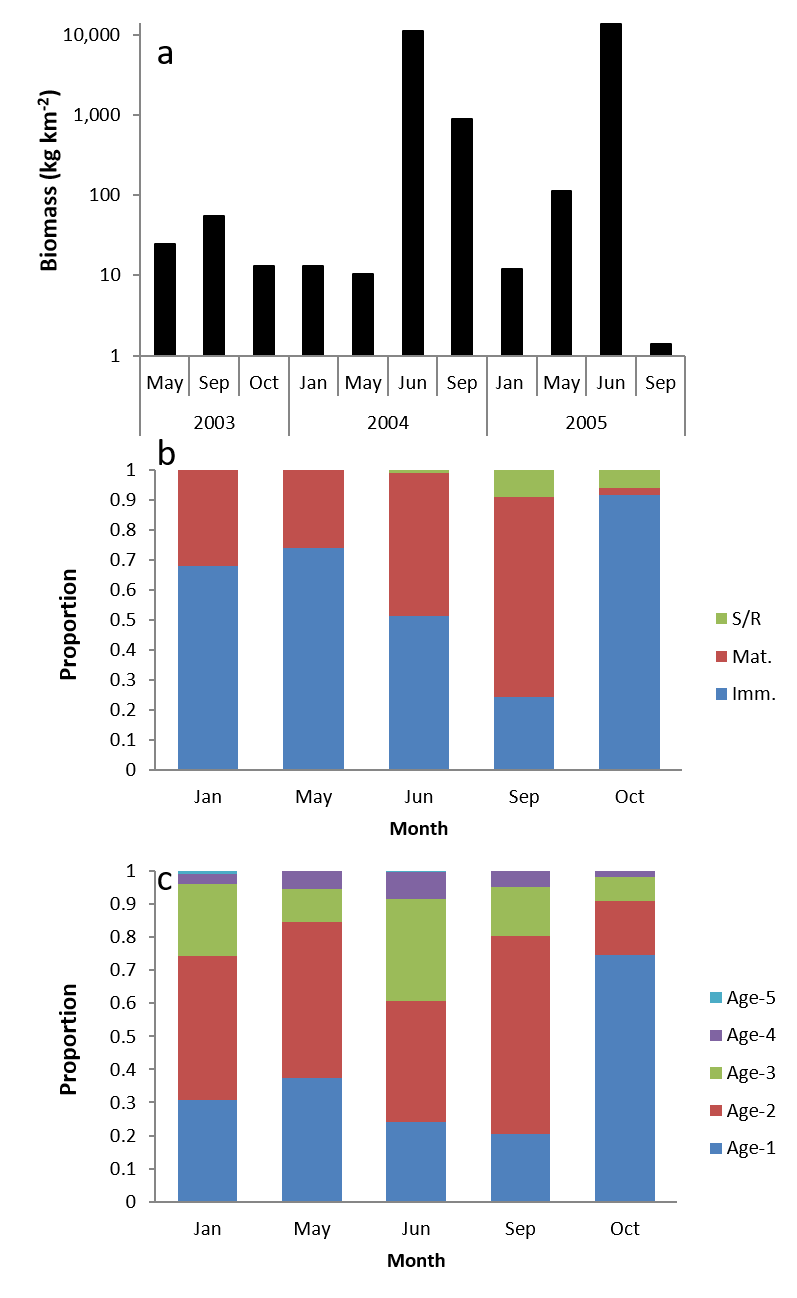 a
10,000
1,000
100
10
1
Biomass (kg km-2)
May Sep Oct Jan May Jun Sep Jan May Jun Sep
2003 2004 2005
b
1
0.9
0.8
0.7
0.6
0.5
0.4
0.3
0.2
0.1
0
Proportion
S/R
Mat.
Imm.
Jan May Jun Sep Oct
Month
c
1
0.9
0.8
0.7
0.6
0.5
0.4
0.3
0.2
0.1
0
Proportion
Age-5
Age-4
Age-3
Age-2
Age-1
Jan May Jun Sep Oct
Month